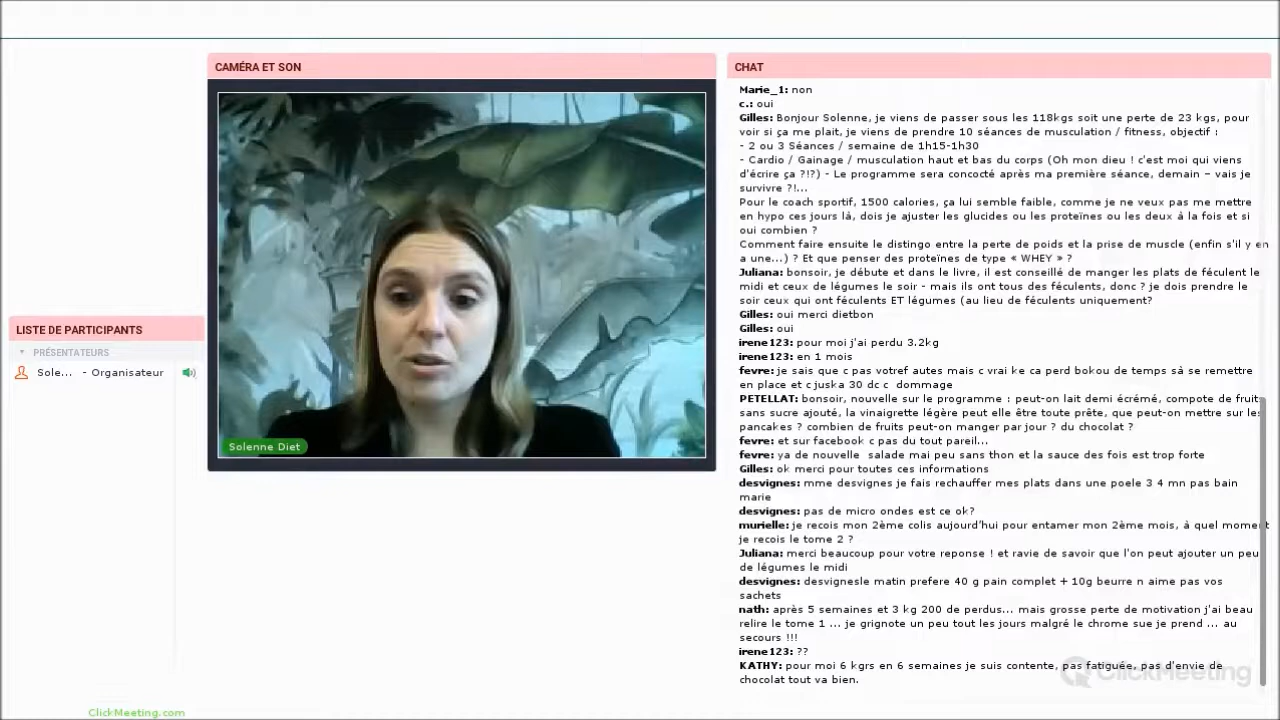 CAMÉRA ET SON
Solenne Diet
LISTE DE PARTICIPANTS
PRÉSENTATEURS
Sole... - Organisateur
ClickMeeting.com
CHAT
Marie_1: non
c.: oui
Gilles: Bonjour Solenne, je viens de passer sous les 118kgs soit une perte de 23 kgs, pour
voir si ça me plait, je viens de prendre 10 séances de musculation / fitness, objectif :
- 2 ou 3 Séances / semaine de 1h15-1h30
- Cardio / Gainage / musculation haut et bas du corps (Oh mon dieu ! c'est moi qui viens
d'écrire ça ?!?) - Le programme sera concocté après ma première séance, demain – vais je
survivre ?!...
Pour le coach sportif, 1500 calories, ça lui semble faible, comme je ne veux pas me mettre
en hypo ces jours là, dois je ajuster les glucides ou les proteïnes ou les deux à la fois et si
oui combien ?
Comment faire ensuite le distingo entre la perte de poids et la prise de muscle (enfin s'il y en
a une...) ? Et que penser des proteïnes de type « WHEY » ?
Juliana: bonsoir, je débute et dans le livre, il est conseillé de manger les plats de féculent le
midi et ceux de légumes le soir - mais ils ont tous des féculents, donc ? je dois prendre le
soir ceux qui ont féculents ET légumes (au lieu de féculents uniquement?
Gilles: oui merci dietbon
Gilles: oui
irene123: pour moi j'ai perdu 3.2kg
irene123: en 1 mois
fevre: je sais que c pas votref autes mais c vrai ke ca perd bokou de temps sà se remettre
en place et c juska 30 dc c dommage
PETELLAT: bonsoir, nouvelle sur le programme : peut-on lait demi écrémé, compote de fruit
sans sucre ajouté, la vinaigrette légère peut elle être toute prête, que peut-on mettre sur les
pancakes ? combien de fruits peut-on manger par jour ? du chocolat ?
fevre: et sur facebook c pas du tout pareil...
fevre: ya de nouvelle salade mai peu sans thon et la sauce des fois est trop forte
Gilles: ok merci pour toutes ces informations
desvignes: mme desvignes je fais rechauffer mes plats dans une poele 3 4 mn pas bain
marie
desvignes: pas de micro ondes est ce ok?
murielle: je recois mon 2ème colis aujourd'hui pour entamer mon 2ème mois, à quel moment
je recois le tome 2 ?
Juliana: merci beaucoup pour votre reponse ! et ravie de savoir que l'on peut ajouter un peu
de légumes le midi
desvignes: desvignesle matin prefere 40 g pain complet + 10g beurre n aime pas vos
sachets
nath: après 5 semaines et 3 kg 200 de perdus... mais grosse perte de motivation j'ai beau
relire le tome 1 ... je grignote un peu tout les jours malgré le chrome sue je prend ... au
secours !!!
irene123: ??
KATHY: pour moi 6 kgrs en 6 semaines je suis contente, pas fatiguée, pas d'envie de
chocolat tout va bien.
ClickMeeting